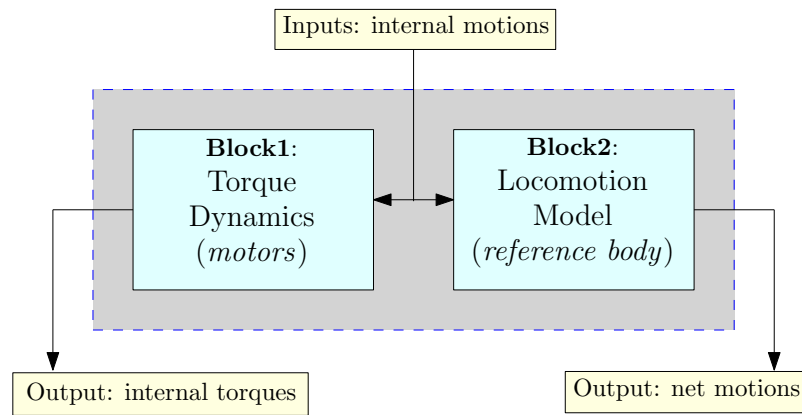 Inputs: internal motions
Block1:
Torque
Dynamics
(motors)
Block2:
Locomotion
Model
(reference body)
Output: internal torques
Output: net motions